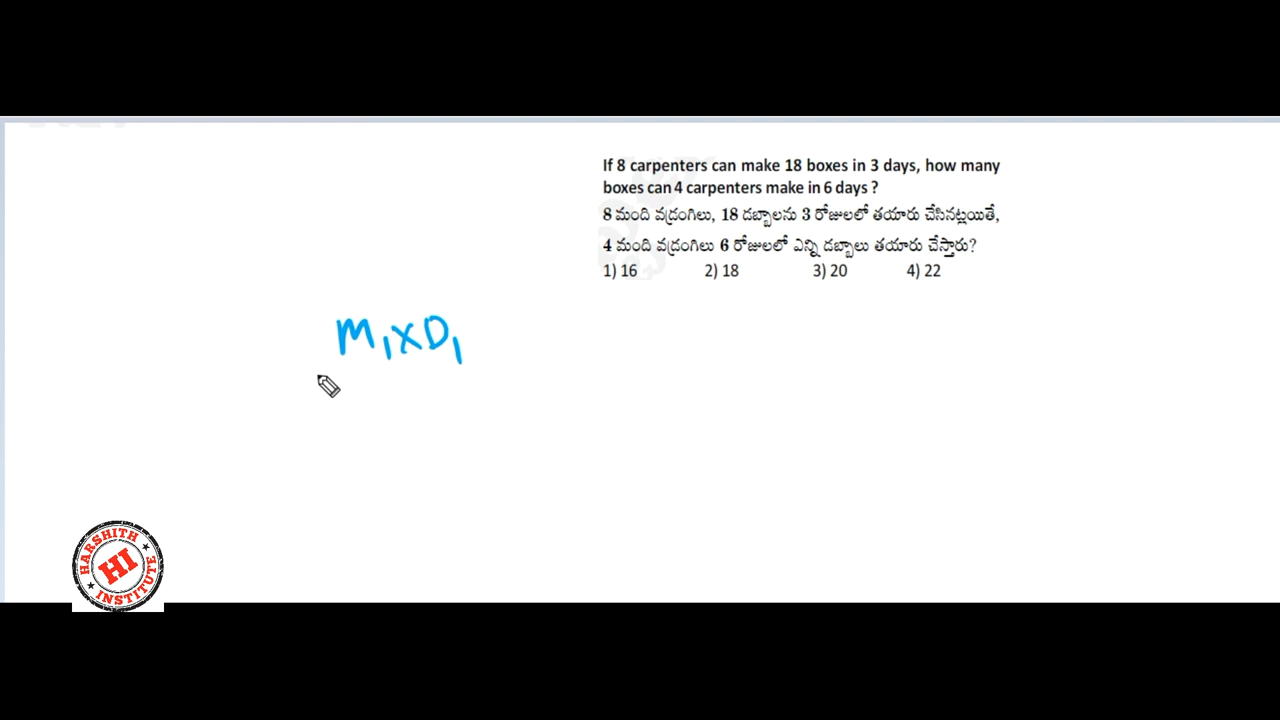 If 8 carpenters can make 18 boxes in 3 days, how many
boxes can 4 carpenters make in 6 days ?
8 మంది వడ్రంగిలు, 18 డబ్బాలను 3 రోజులలో తయారు చేసినట్లయితే,
4 మంది వడ్రంగిలు 6 రోజులలో ఎన్ని డబ్బాలు తయారు చేస్తారు?
1) 16 2) 18 3) 20 4) 22
M₁×D₁
HARSHITH
HI
INSTITUTE